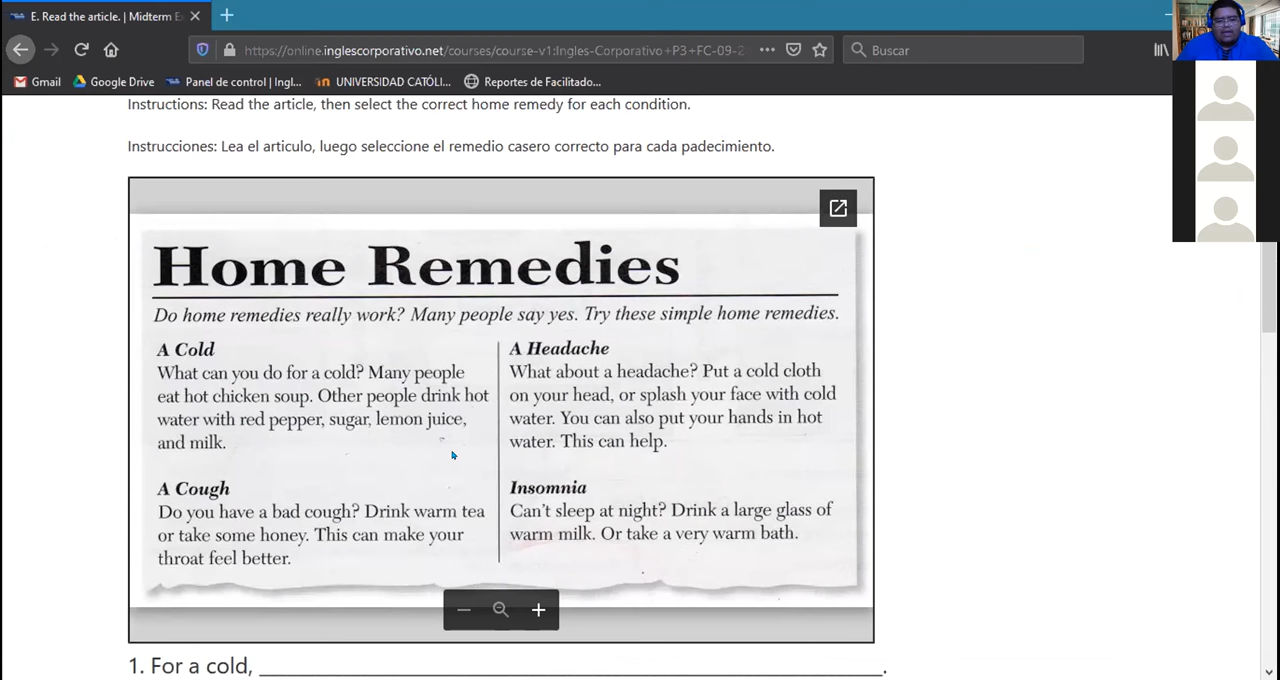 E. Read the article. | Midterm E
https://online.inglescorporativo.net/courses/course-v1:Ingles-Corporativo+P3+FC-09-2
Buscar
Gmail
Google Drive
Panel de control | Ingl...
UNIVERSIDAD CATÓLI...
Reportes de Facilitado...
Instructions: Read the article, then select the correct home remedy for each condition.
Instrucciones: Lea el articulo, luego seleccione el remedio casero correcto para cada padecimiento.
Home Remedies
Do home remedies really work? Many people say yes. Try these simple home remedies.
A Cold
What can you do for a cold? Many people
eat hot chicken soup. Other people drink hot
water with red pepper, sugar, lemon juice,
and milk.
A Cough
Do you have a bad cough? Drink warm tea
or take some honey. This can make your
throat feel better.
A Headache
What about a headache? Put a cold cloth
on your head, or splash your face with cold
water. You can also put your hands in hot
water. This can help.
Insomnia
Can't sleep at night? Drink a large glass of
warm milk. Or take a very warm bath.
1. For a cold, ______________________________.